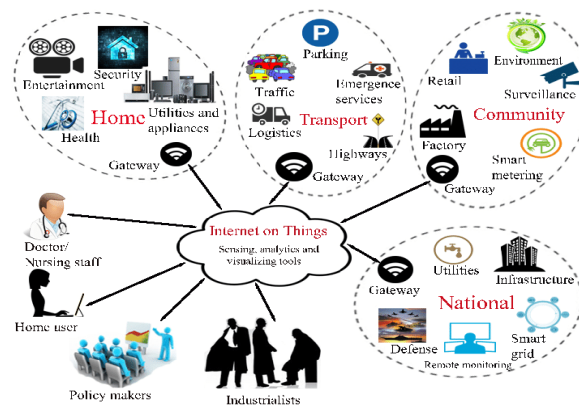 Entertainment
Security
Utilities and
appliances
Home
Health
Gateway
P
Parking
Traffic
Emergence
services
Logistics
Transport
Highways
Gateway
Environment
Retail
Surveillance
Community
Factory
Smart
metering
Gateway
Internet on Things
Sensing, analytics and
visualizing tools
Doctor/
Nursing staff
Home user
Policy makers
Industrialists
Gateway
Utilities
Infrastructure
National
Defense
Smart
grid
Remote monitoring